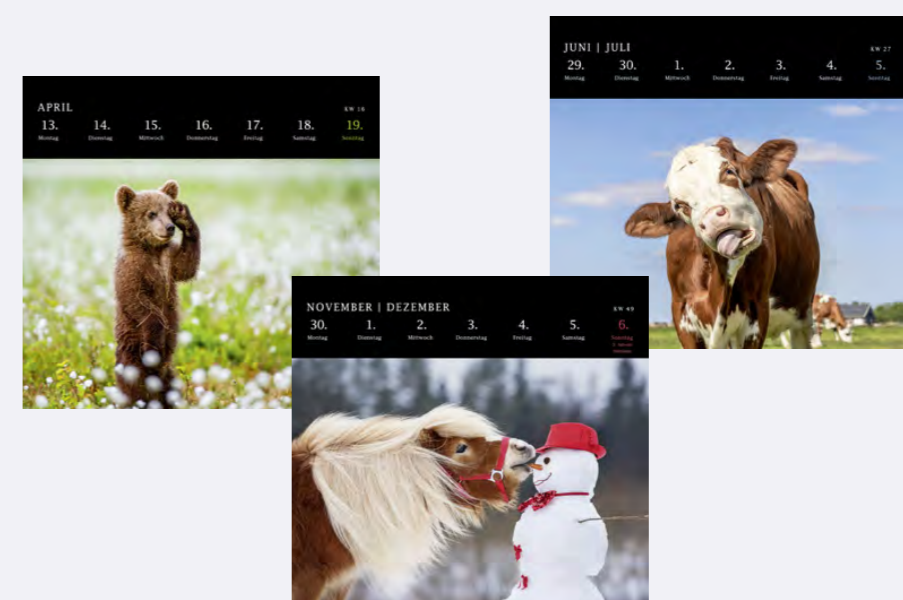 APRIL KW 16
13. 14. 15. 16. 17. 18. 19.
Montag Dienstag Mittwoch Donnerstag Freitag Samstag Sonntag
JUNI | JULI KW 27
29. 30. 1. 2. 3. 4. 5.
Montag Dienstag Mittwoch Donnerstag Freitag Samstag Sonntag
NOVEMBER | DEZEMBER KW 49
30. 1. 2. 3. 4. 5. 6.
Montag Dienstag Mittwoch Donnerstag Freitag Samstag Sonntag